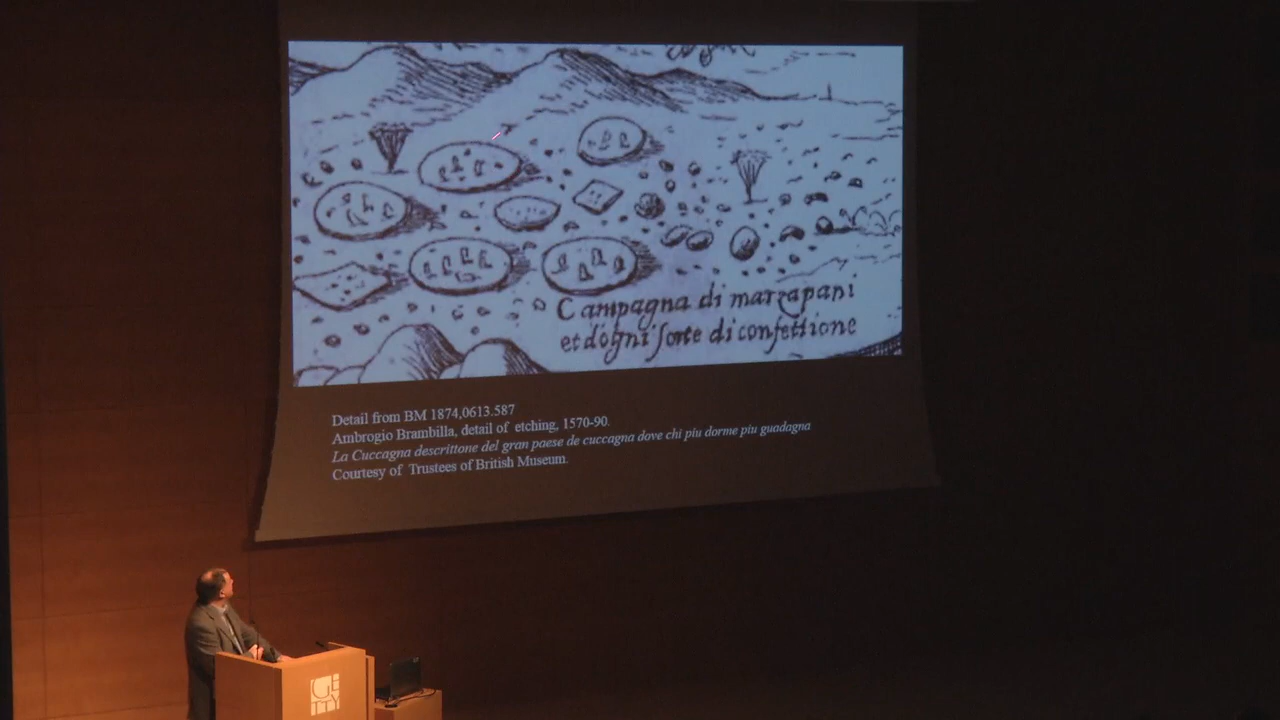 Campagna di marzapani
et d'ogni sorte di confettione
Detail from BM 1874,0613.587
Ambrogio Brambilla, detail of etching, 1570-90.
La Cuccagna descrittone del gran paese de cuccagna dove chi piu dorme piu guadagna
Courtesy of Trustees of British Museum.
Getty